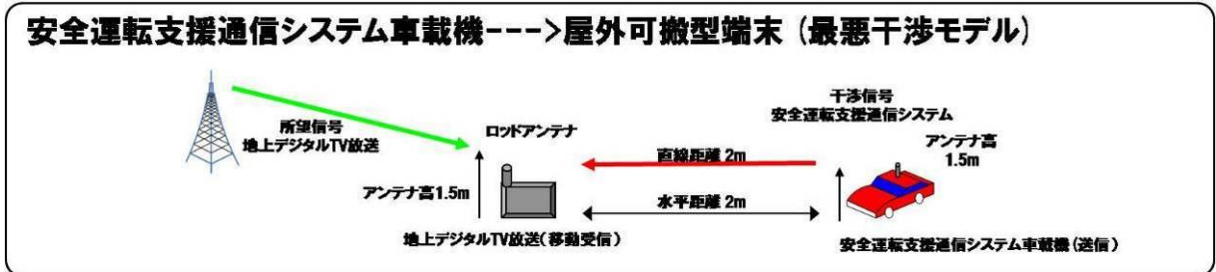 安全運転支援通信システム車載機--->屋外可搬型端末（最悪干渉モデル）
干渉信号
安全運転支援通信システム
所望信号
地上デジタルTV放送
ロッドアンテナ
アンテナ高
1.5m
直線距離 2m
アンテナ高1.5m
水平距離 2m
地上デジタルTV放送（移動受信）
安全運転支援通信システム車載機（送信）